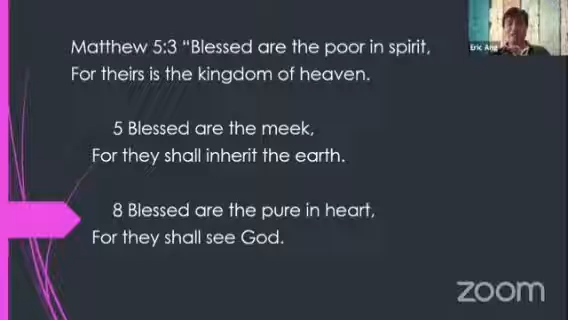 Matthew 5:3 “Blessed are the poor in spirit,
For theirs is the kingdom of heaven.
5 Blessed are the meek,
For they shall inherit the earth.
8 Blessed are the pure in heart,
For they shall see God.
Eric Ang
zoom